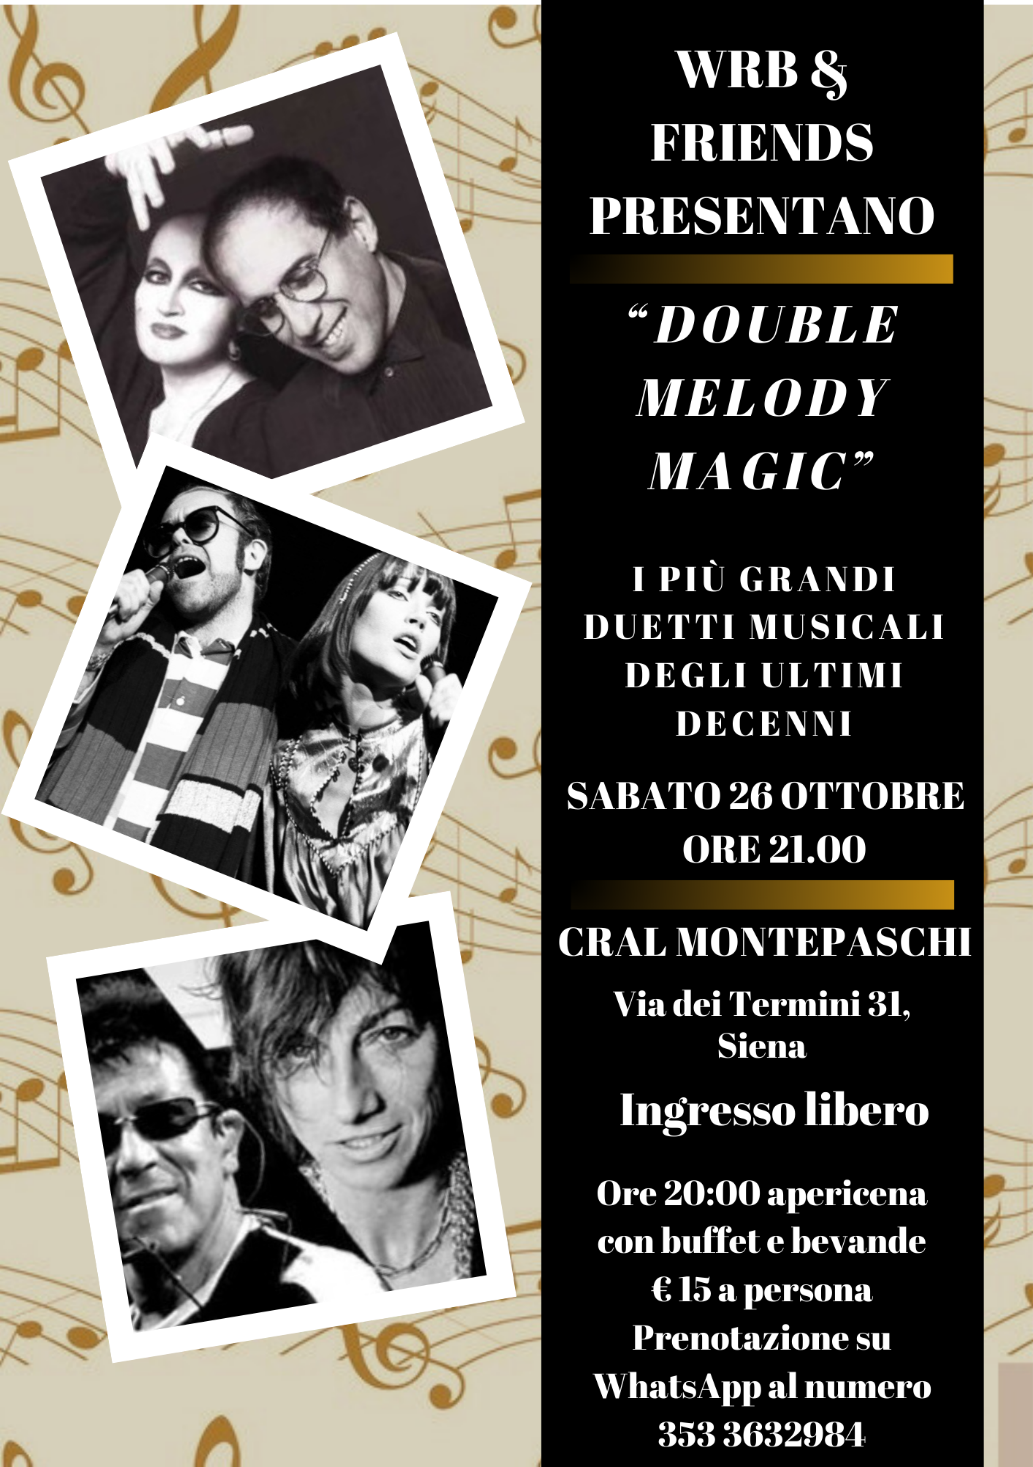 WRB &
FRIENDS
PRESENTANO
“DOUBLE
MELODY
MAGIC”
I PIÙ GRANDI
DUETTI MUSICALI
DEGLI ULTIMI
DECENNI
SABATO 26 OTTOBRE
ORE 21.00
CRAL MONTEPASCHI
Via dei Termini 31,
Siena
Ingresso libero
Ore 20:00 apericena
con buffet e bevande
€ 15 a persona
Prenotazione su
WhatsApp al numero
353 3632984